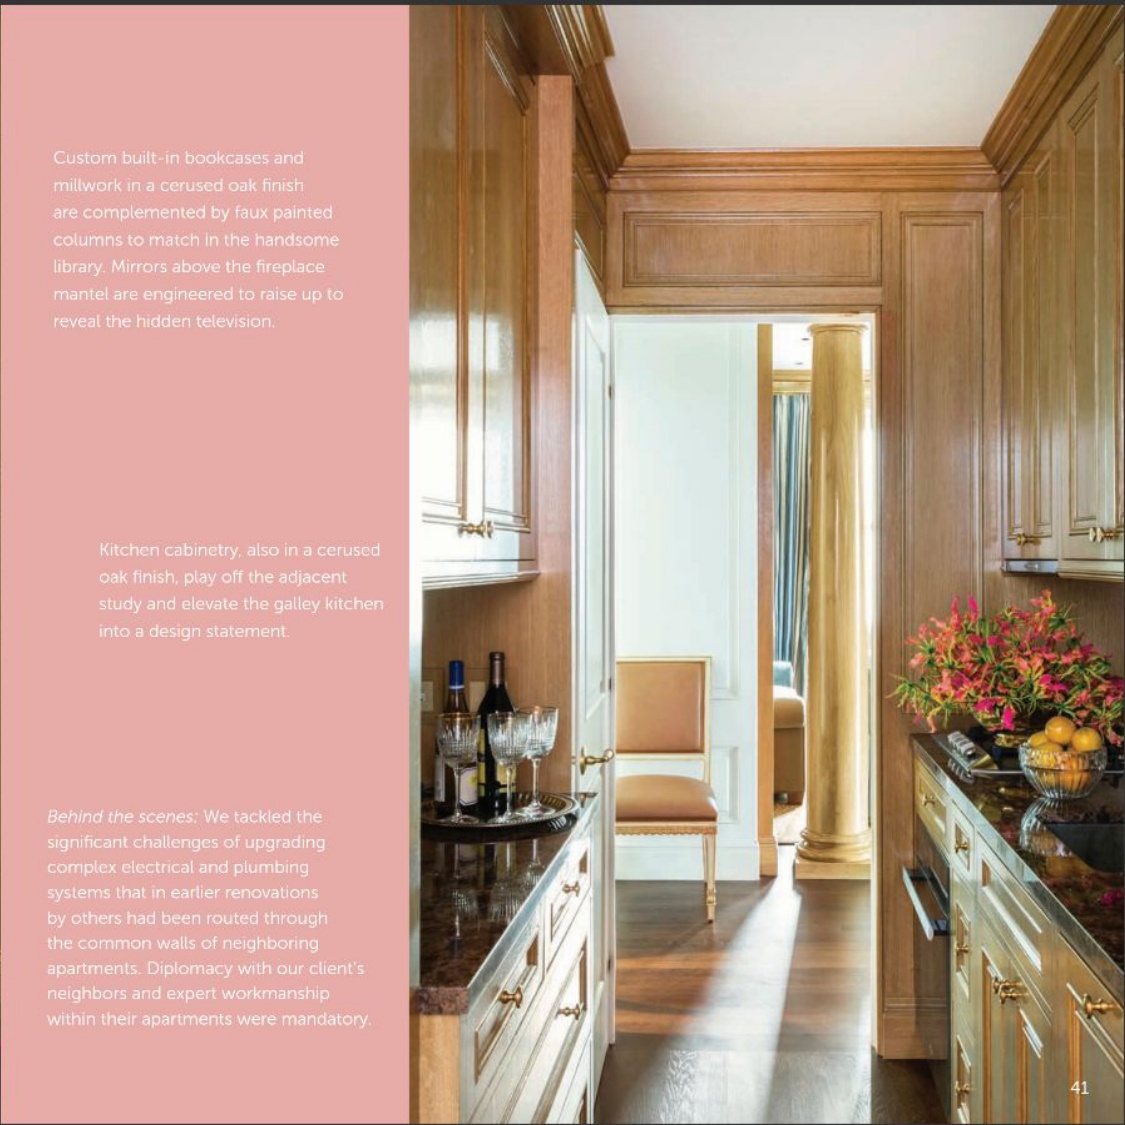 Custom built-in bookcases and
millwork in a cerused oak finish
are complemented by faux painted
columns to match in the handsome
library. Mirrors above the fireplace
mantel are engineered to raise up to
reveal the hidden television.
Kitchen cabinetry, also in a cerused
oak finish, play off the adjacent
study and elevate the galley kitchen
into a design statement.
Behind the scenes: We tackled the
significant challenges of upgrading
complex electrical and plumbing
systems that in earlier renovations
by others had been routed through
the common walls of neighboring
apartments. Diplomacy with our client's
neighbors and expert workmanship
within their apartments were mandatory.
41